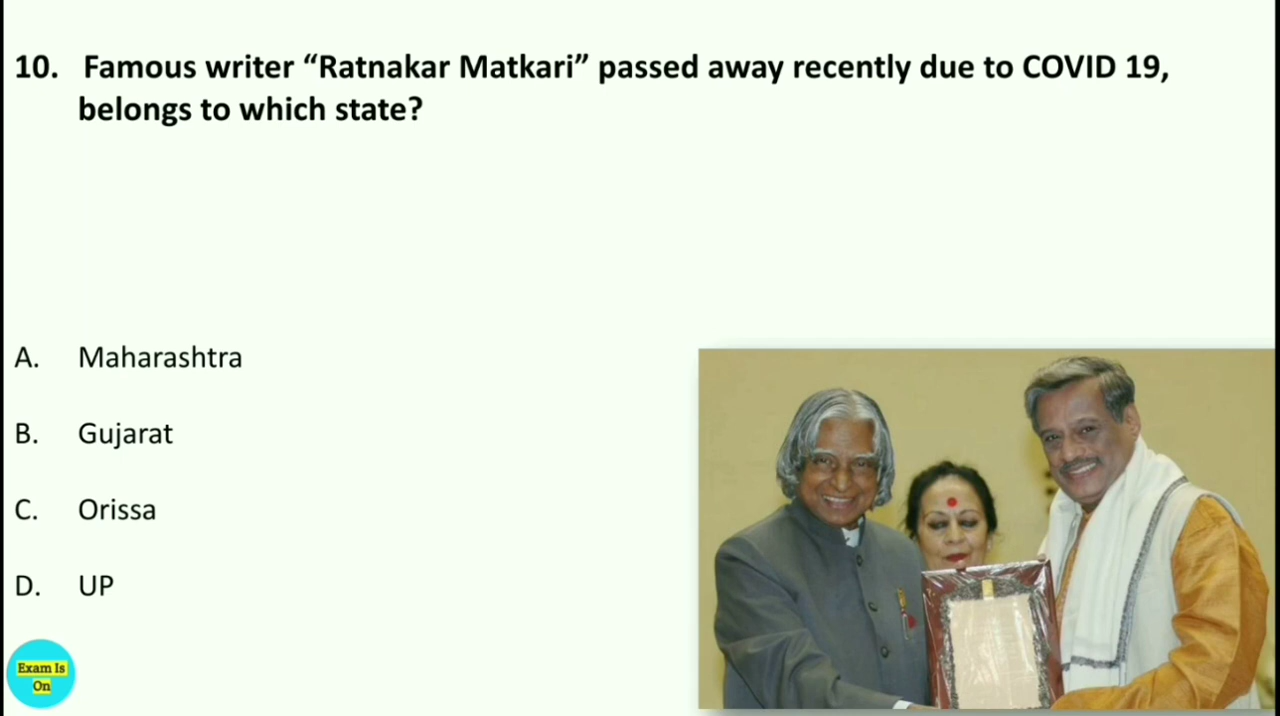 10. Famous writer “Ratnakar Matkari” passed away recently due to COVID 19,
belongs to which state?
A. Maharashtra
B. Gujarat
C. Orissa
D. UP
Exam Is
On